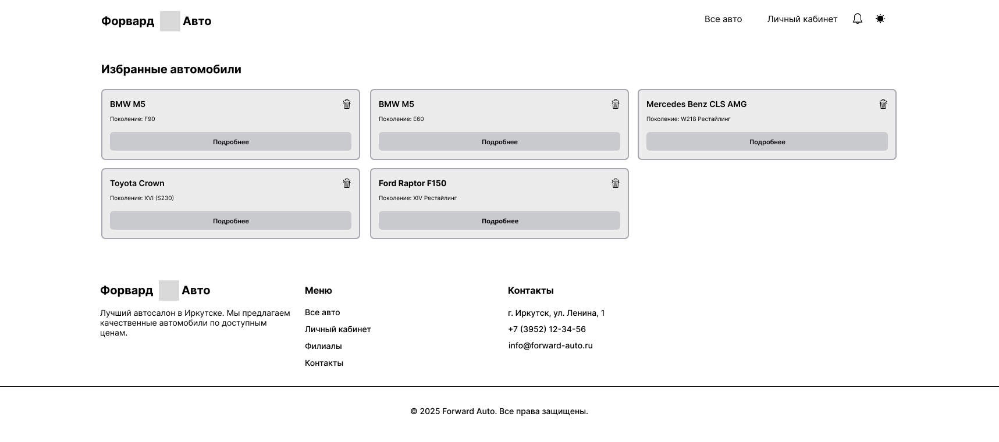 Форвард Авто
Все авто
Личный кабинет
Избранные автомобили
BMW M5
Поколение: F90
Подробнее
BMW M5
Поколение: E60
Подробнее
Mercedes Benz CLS AMG
Поколение: W218 Рестайлинг
Подробнее
Toyota Crown
Поколение: XVI (S230)
Подробнее
Ford Raptor F150
Поколение: XIV Рестайлинг
Подробнее
Форвард Авто
Лучший автосалон в Иркутске. Мы предлагаем
качественные автомобили по доступным
ценам.
Меню
Все авто
Личный кабинет
Филиалы
Контакты
Контакты
г. Иркутск, ул. Ленина, 1
+7 (3952) 12-34-56
info@forward-auto.ru
© 2025 Forward Auto. Все права защищены.